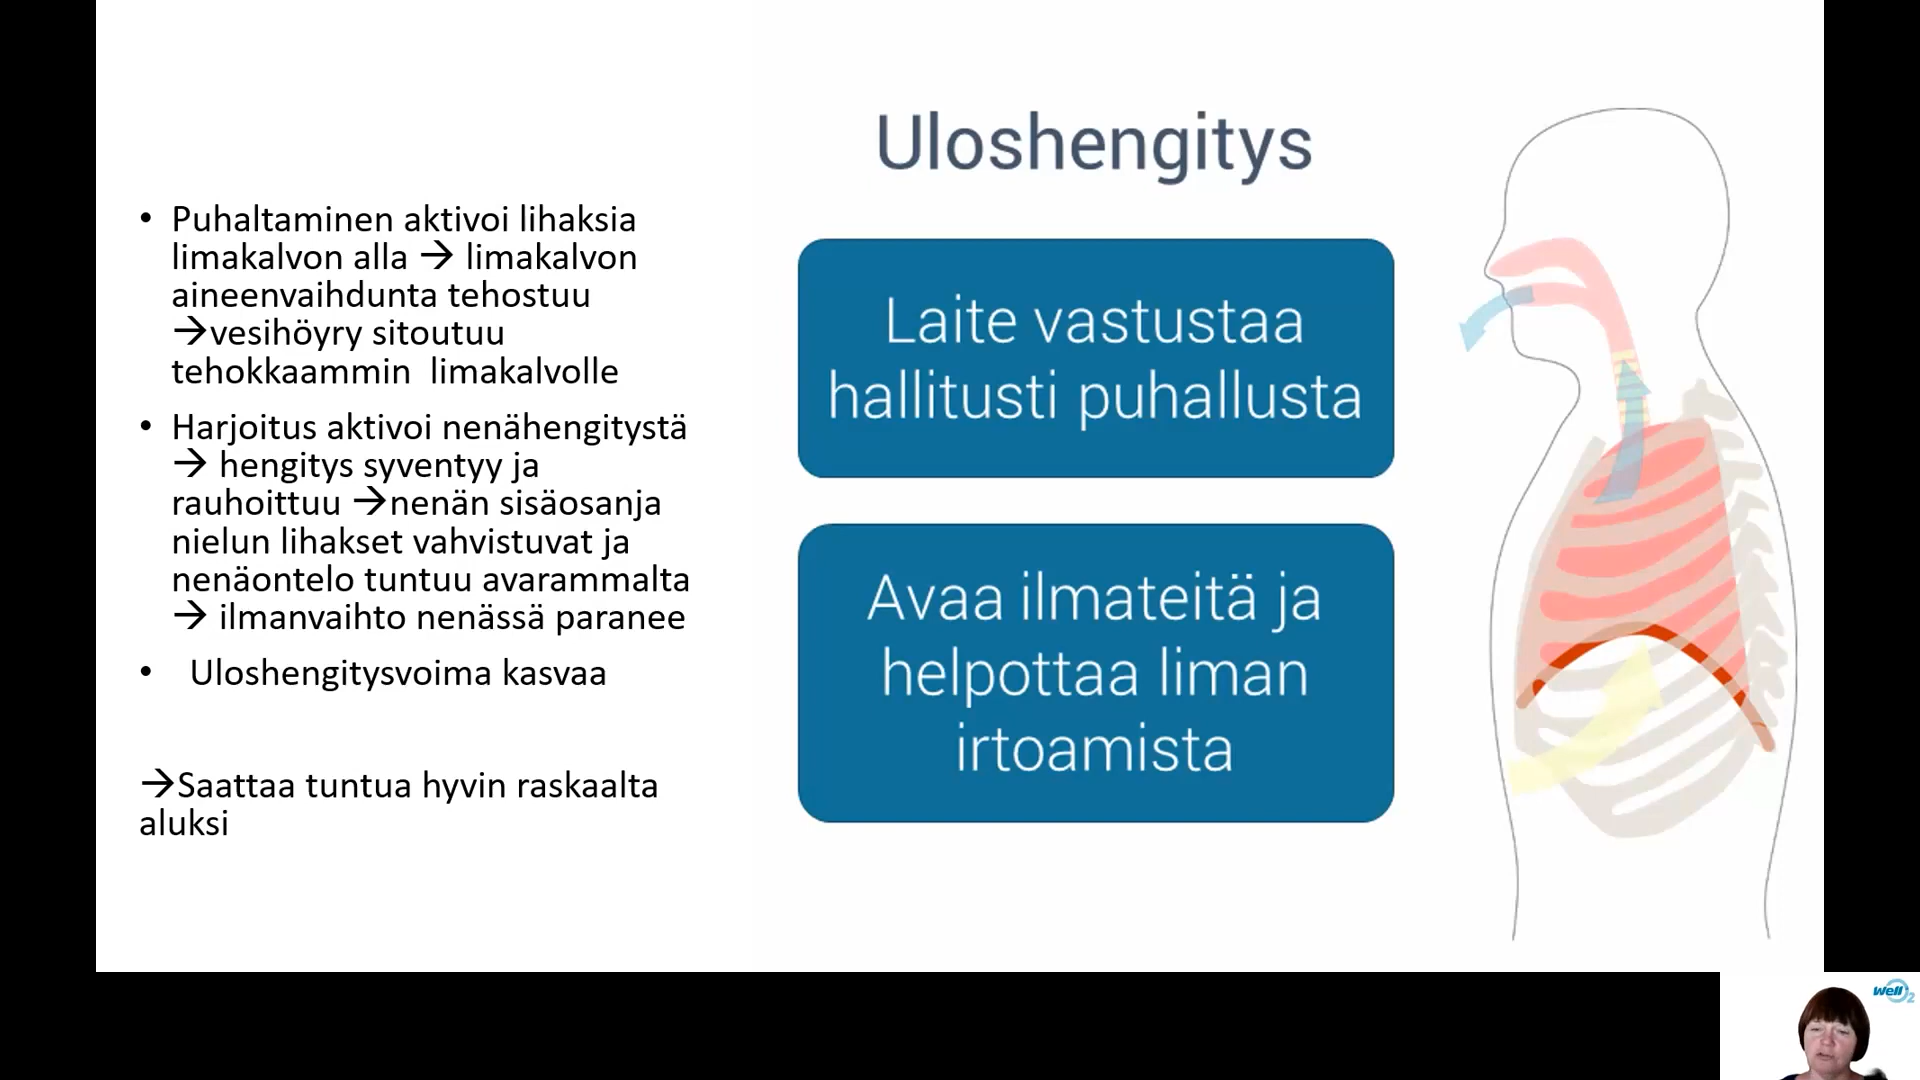 Uloshengitys
• Puhaltaminen aktivoi lihaksia
limakalvon alla → limakalvon
aineenvaihdunta tehostuu
→vesihöyry sitoutuu
tehokkaammin limakalvolle
• Harjoitus aktivoi nenähengitystä
→ hengitys syventyy ja
rauhoittuu →nenän sisäosanja
nielun lihakset vahvistuvat ja
nenäontelo tuntuu avarammalta
→ ilmanvaihto nenässä paranee
• Uloshengitysvoima kasvaa
→Saattaa tuntua hyvin raskaalta
aluksi
Laite vastustaa
hallitusti puhallusta
Avaa ilmateitä ja
helpottaa liman
irtoamista
WellO2